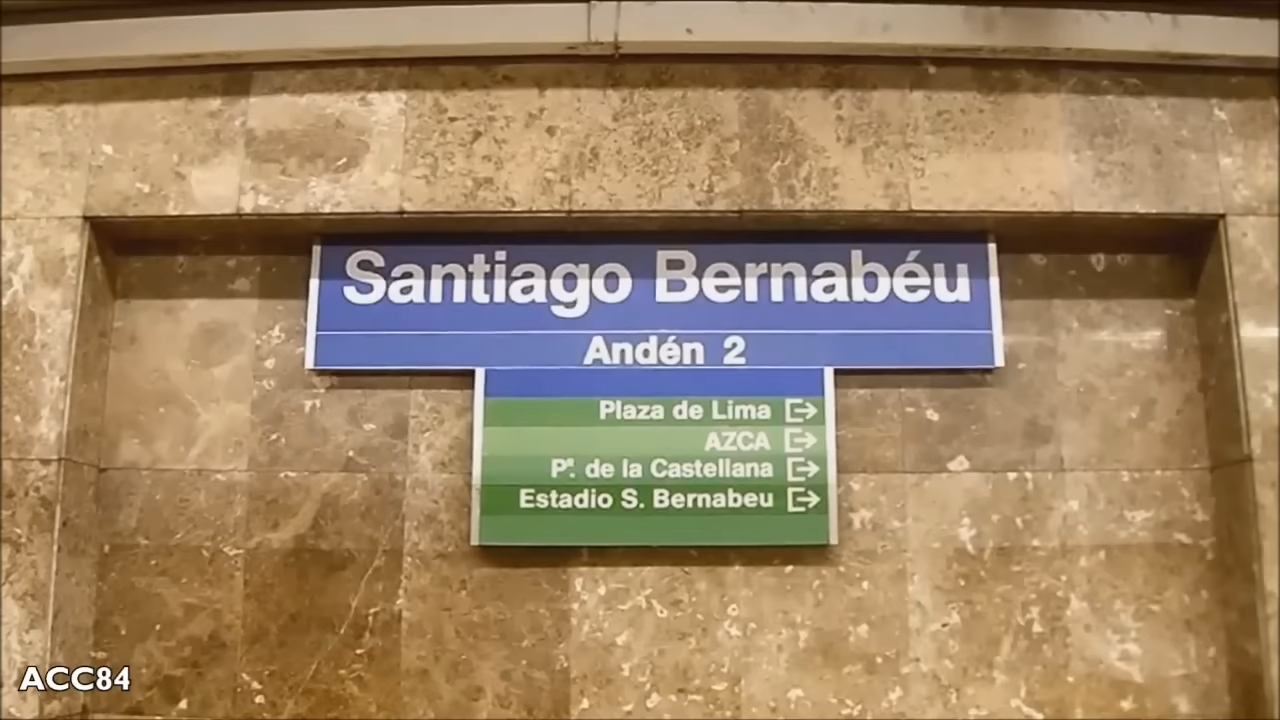 Santiago Bernabéu
Andén 2
Plaza de Lima
AZCA
Pº. de la Castellana
Estadio S. Bernabeu
ACC84